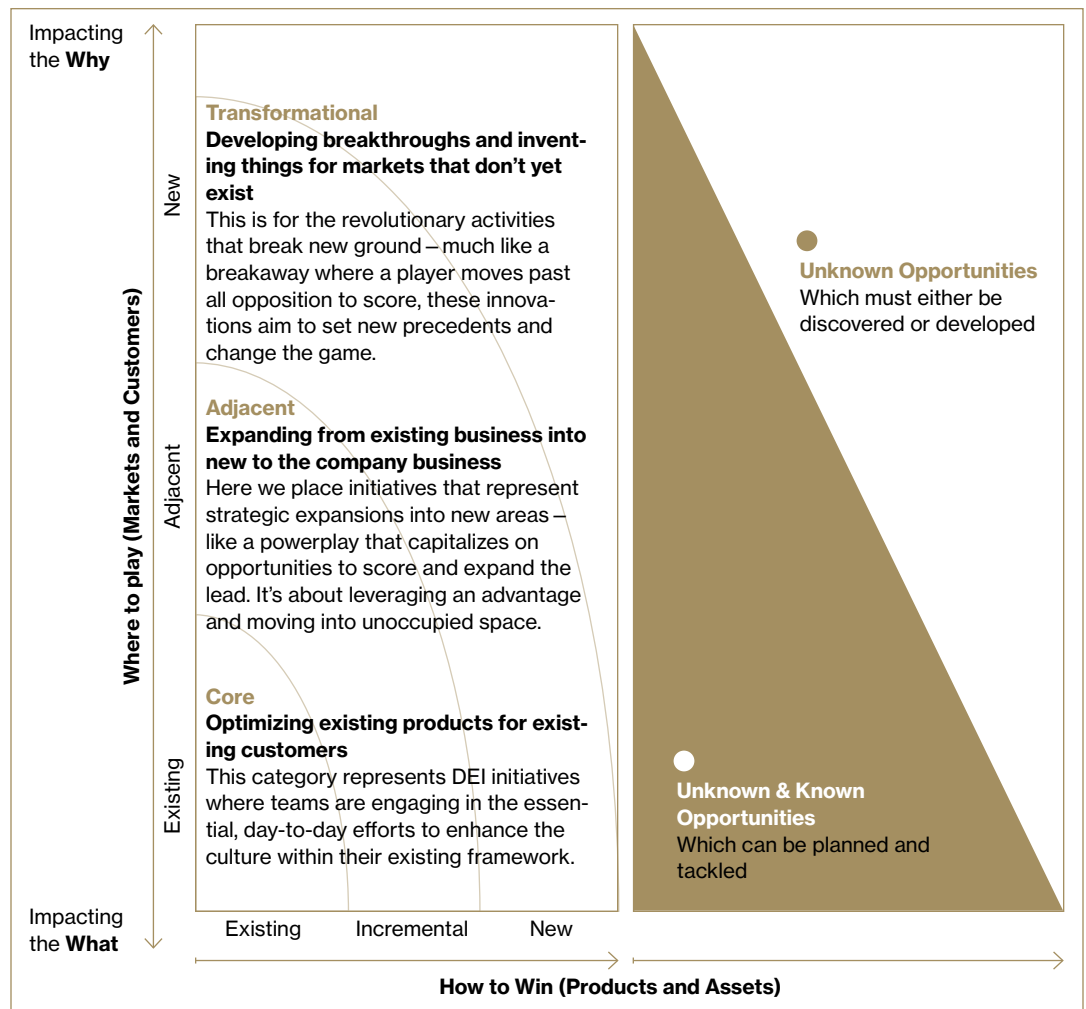 Impacting
the Why
New
Where to play (Markets and Customers)
Adjacent
Existing
Impacting
the What
Transformational
Developing breakthroughs and invent-
ing things for markets that don't yet
exist
This is for the revolutionary activities
that break new ground – much like a
breakaway where a player moves past
all opposition to score, these innova-
tions aim to set new precedents and
change the game.
Adjacent
Expanding from existing business into
new to the company business
Here we place initiatives that represent
strategic expansions into new areas –
like a powerplay that capitalizes on
opportunities to score and expand the
lead. It's about leveraging an advantage
and moving into unoccupied space.
Core
Optimizing existing products for exist-
ing customers
This category represents DEI initiatives
where teams are engaging in the essen-
tial, day-to-day efforts to enhance the
culture within their existing framework.
Existing
Incremental
New
Unknown Opportunities
Which must either be
discovered or developed
Unknown & Known
Opportunities
Which can be planned and
tackled
How to Win (Products and Assets)